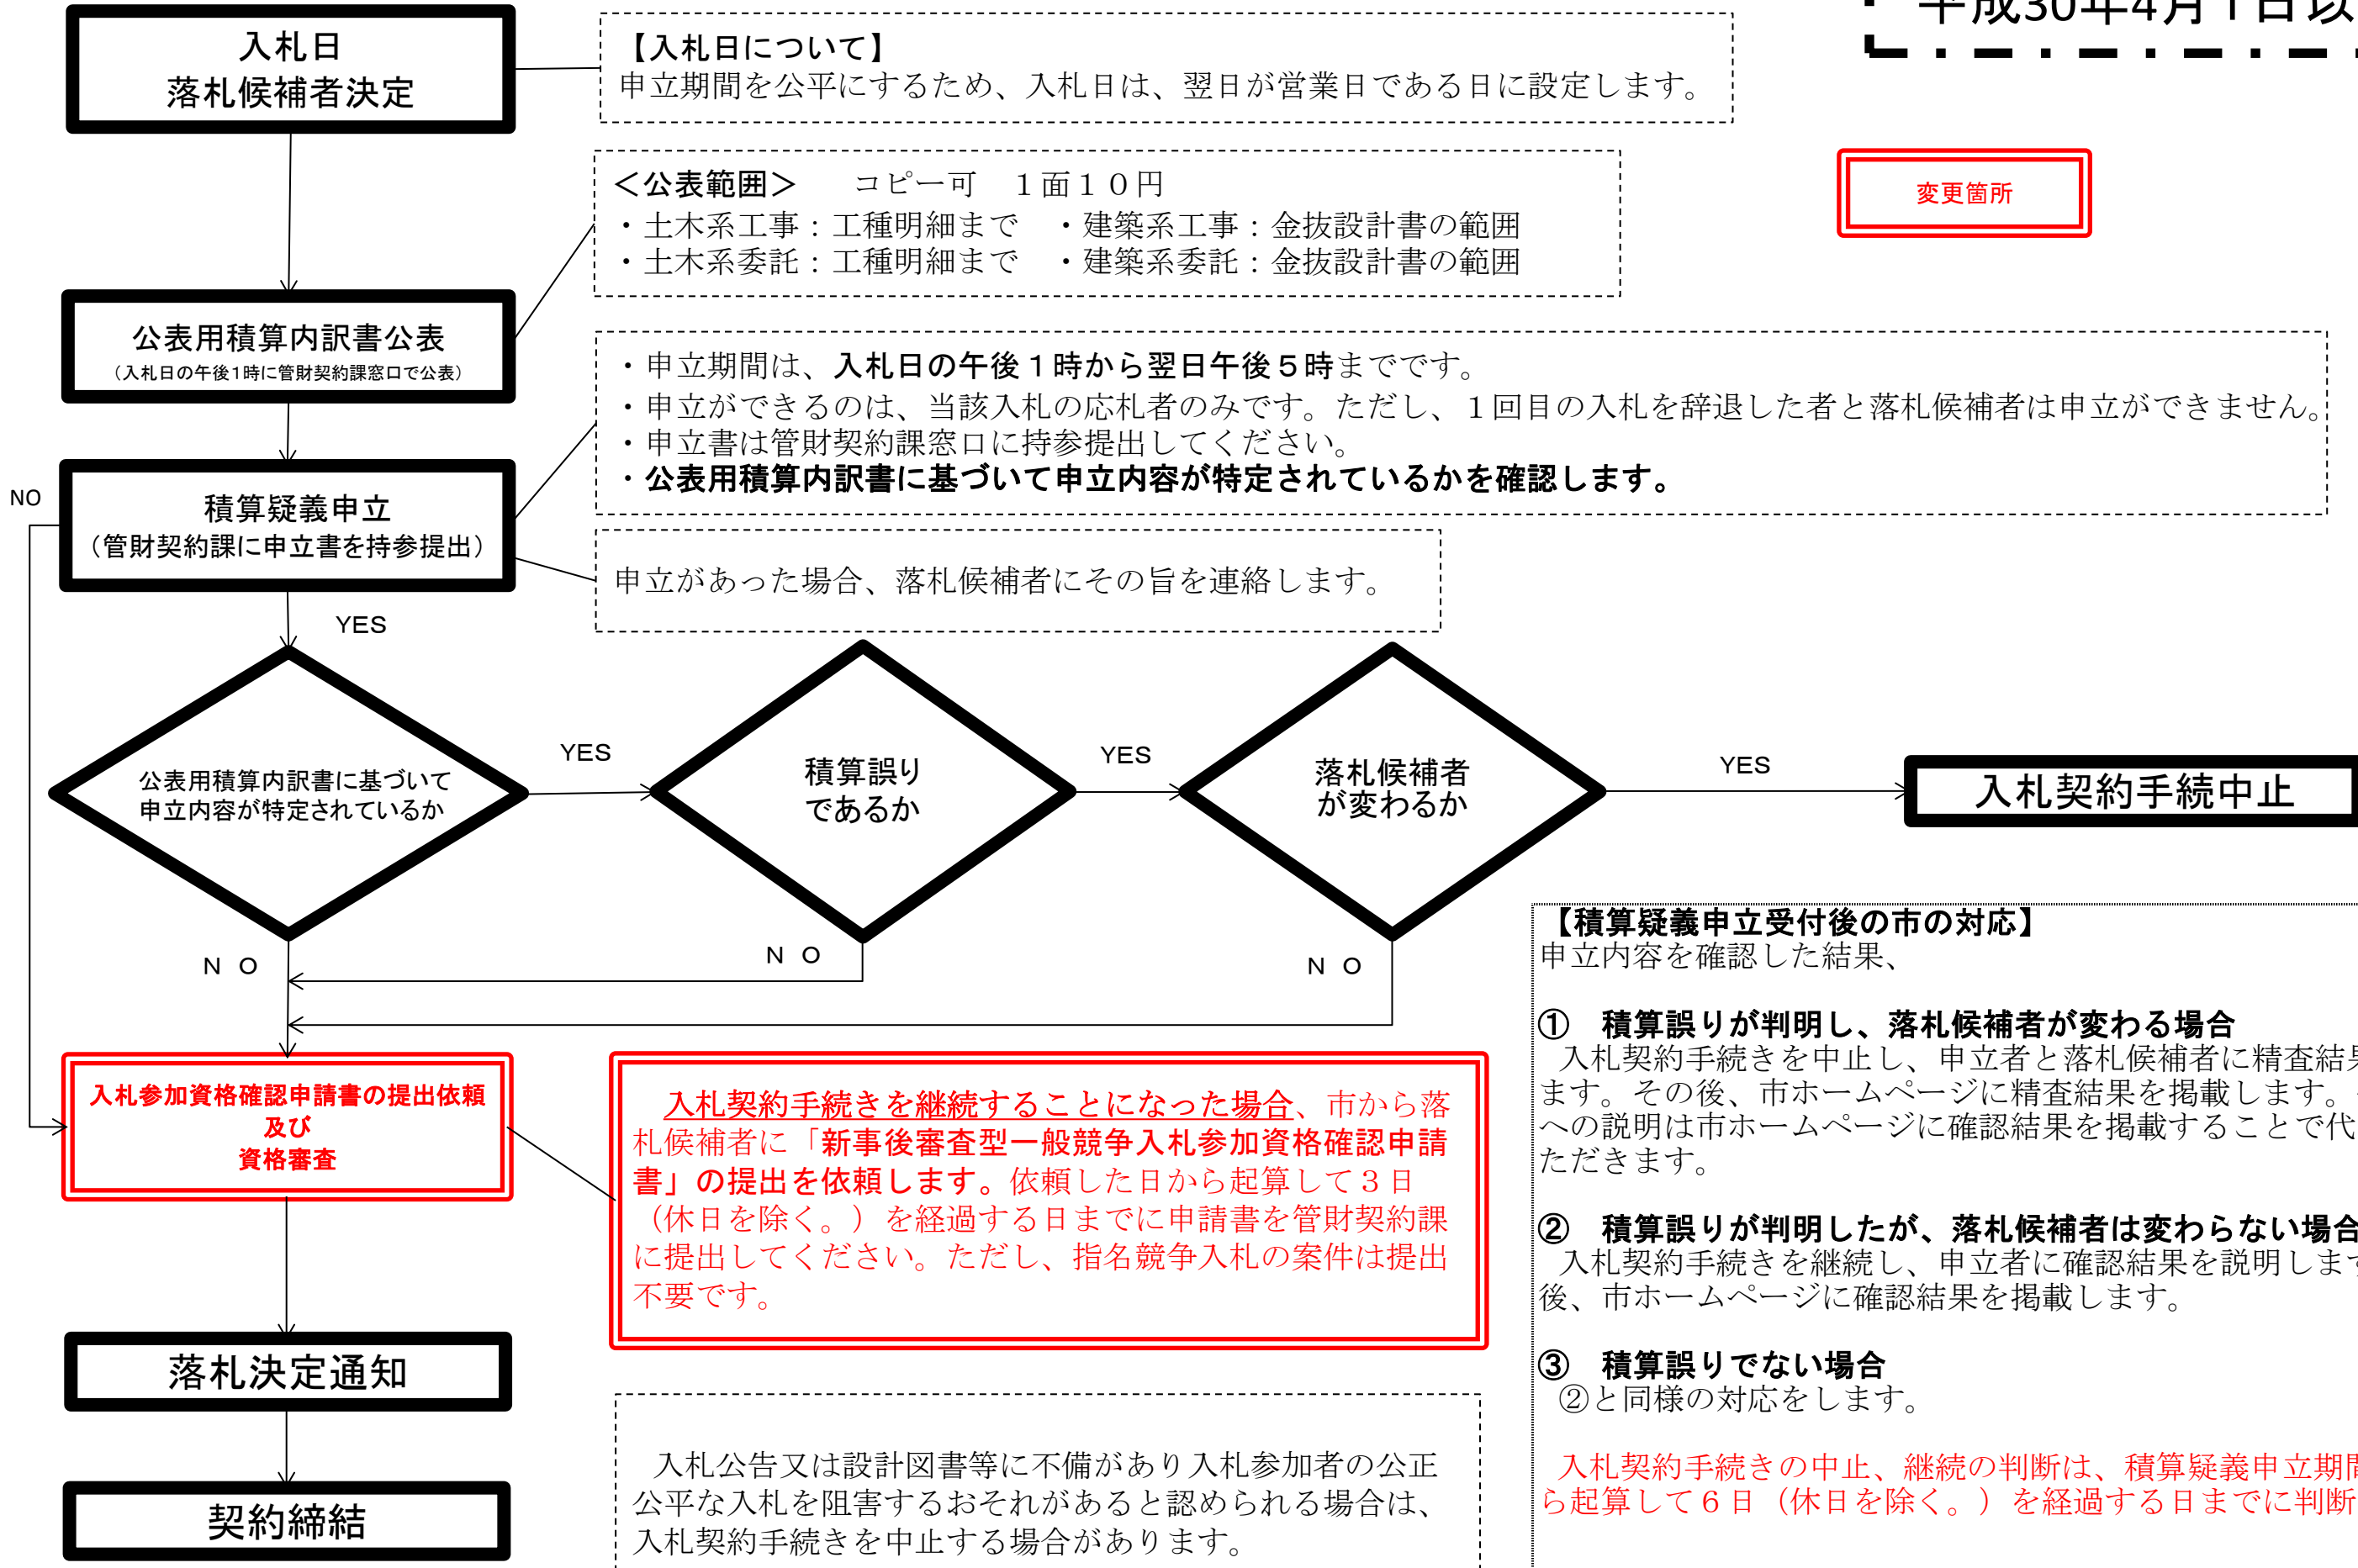 平成30年4月1日以
入札日
落札候補者決定
【入札日について】
申立期間を公平にするため、入札日は、翌日が営業日である日に設定します。
変更箇所
＜公表範囲＞　コピー可　１面１０円
・土木系工事：工種明細まで　・建築系工事：金抜設計書の範囲
・土木系委託：工種明細まで　・建築系委託：金抜設計書の範囲
公表用積算内訳書公表
（入札日の午後1時に管財契約課窓口で公表）
・申立期間は、入札日の午後１時から翌日午後５時までです。
・申立ができるのは、当該入札の応札者のみです。ただし、１回目の入札を辞退した者と落札候補者は申立ができません。
・申立書は管財契約課窓口に持参提出してください。
・公表用積算内訳書に基づいて申立内容が特定されているかを確認します。
NO
積算疑義申立
（管財契約課に申立書を持参提出）
申立があった場合、落札候補者にその旨を連絡します。
YES
公表用積算内訳書に基づいて
申立内容が特定されているか
YES
積算誤り
であるか
YES
落札候補者
が変わるか
YES
入札契約手続中止
ＮＯ
ＮＯ
ＮＯ
入札参加資格確認申請書の提出依頼
及び
資格審査
入札契約手続きを継続することになった場合、市から落
札候補者に「新事後審査型一般競争入札参加資格確認申請
書」の提出を依頼します。依頼した日から起算して３日
（休日を除く。）を経過する日までに申請書を管財契約課
に提出してください。ただし、指名競争入札の案件は提出
不要です。
落札決定通知
契約締結
入札公告又は設計図書等に不備があり入札参加者の公正
公平な入札を阻害するおそれがあると認められる場合は、
入札契約手続きを中止する場合があります。
【積算疑義申立受付後の市の対応】
申立内容を確認した結果、
①　積算誤りが判明し、落札候補者が変わる場合
入札契約手続きを中止し、申立者と落札候補者に精査結果
ます。その後、市ホームページに精査結果を掲載します。
への説明は市ホームページに確認結果を掲載することで代
ただきます。
②　積算誤りが判明したが、落札候補者は変わらない場合
入札契約手続きを継続し、申立者に確認結果を説明します
後、市ホームページに確認結果を掲載します。
③　積算誤りでない場合
②と同様の対応をします。
入札契約手続きの中止、継続の判断は、積算疑義申立期間
ら起算して６日（休日を除く。）を経過する日までに判断